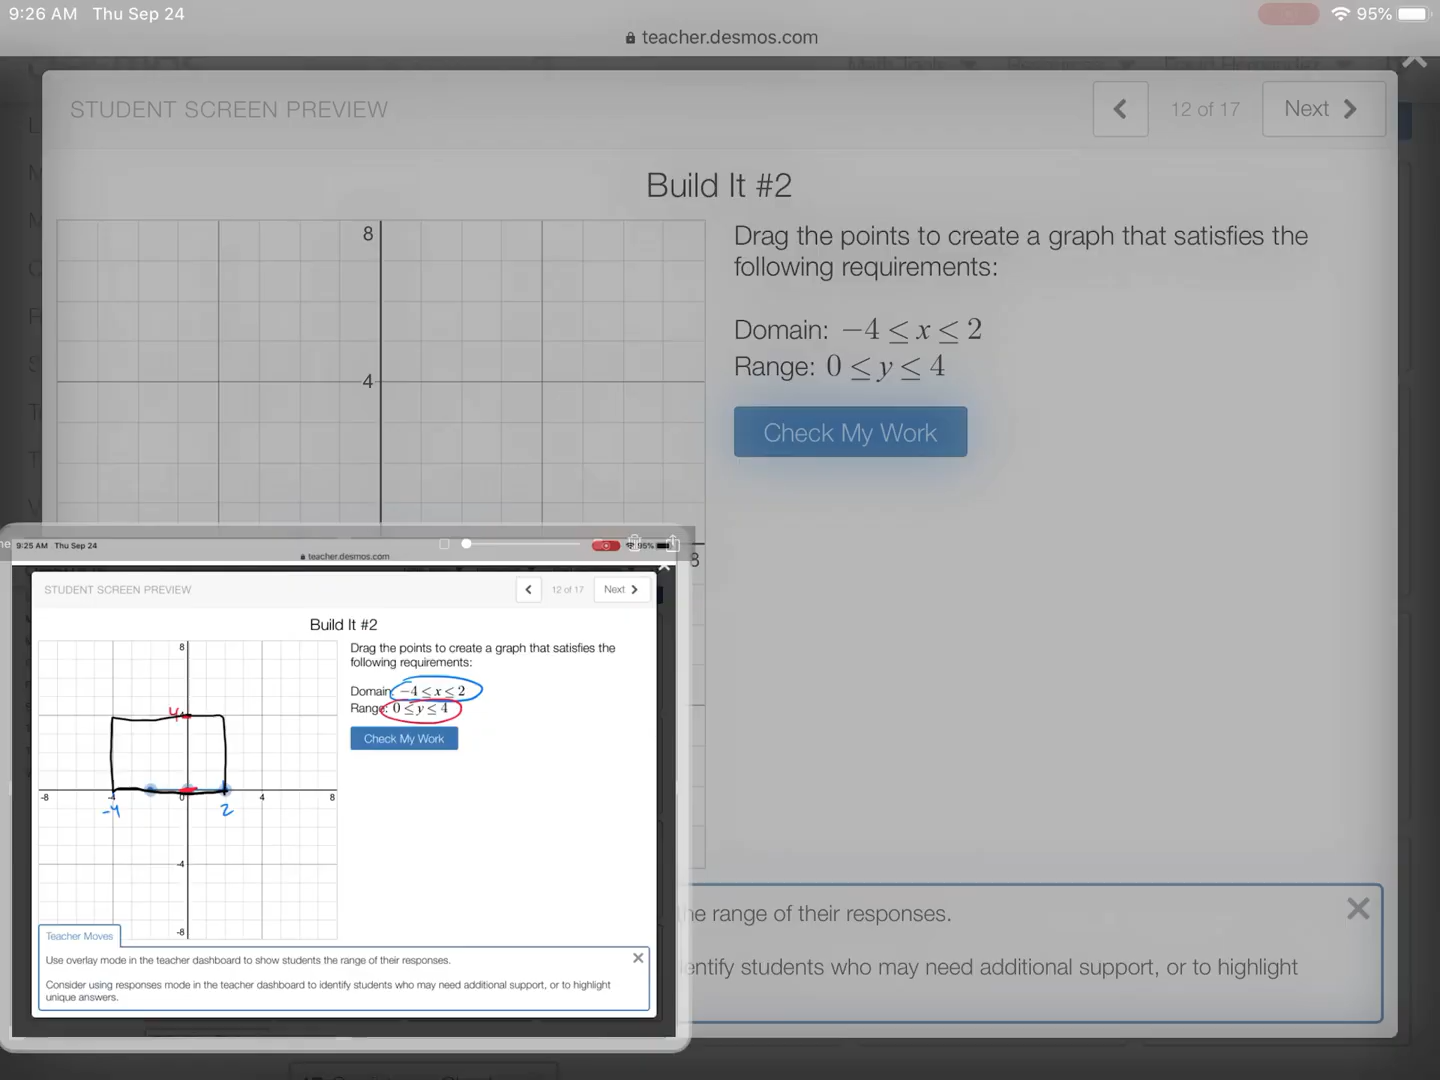 9:26 AM Thu Sep 24
95%
teacher.desmos.com
STUDENT SCREEN PREVIEW
12 of 17
Next
Build It #2
8
4
8
Drag the points to create a graph that satisfies the
following requirements:
Domain: −4 ≤ x ≤ 2
Range: 0 ≤ y ≤ 4
Check My Work
he range of their responses.
entify students who may need additional support, or to highlight
ne 9:25 AM Thu Sep 24
95%
teacher.desmos.com
STUDENT SCREEN PREVIEW
12 of 17
Next
Build It #2
Drag the points to create a graph that satisfies the
following requirements:
Domain: −4 ≤ x ≤ 2
Range: 0 ≤ y ≤ 4
Check My Work
8
4
-8 -4 0 4 8
-4 2
-4
-8
Teacher Moves
Use overlay mode in the teacher dashboard to show students the range of their responses.
Consider using responses mode in the teacher dashboard to identify students who may need additional support, or to highlight
unique answers.